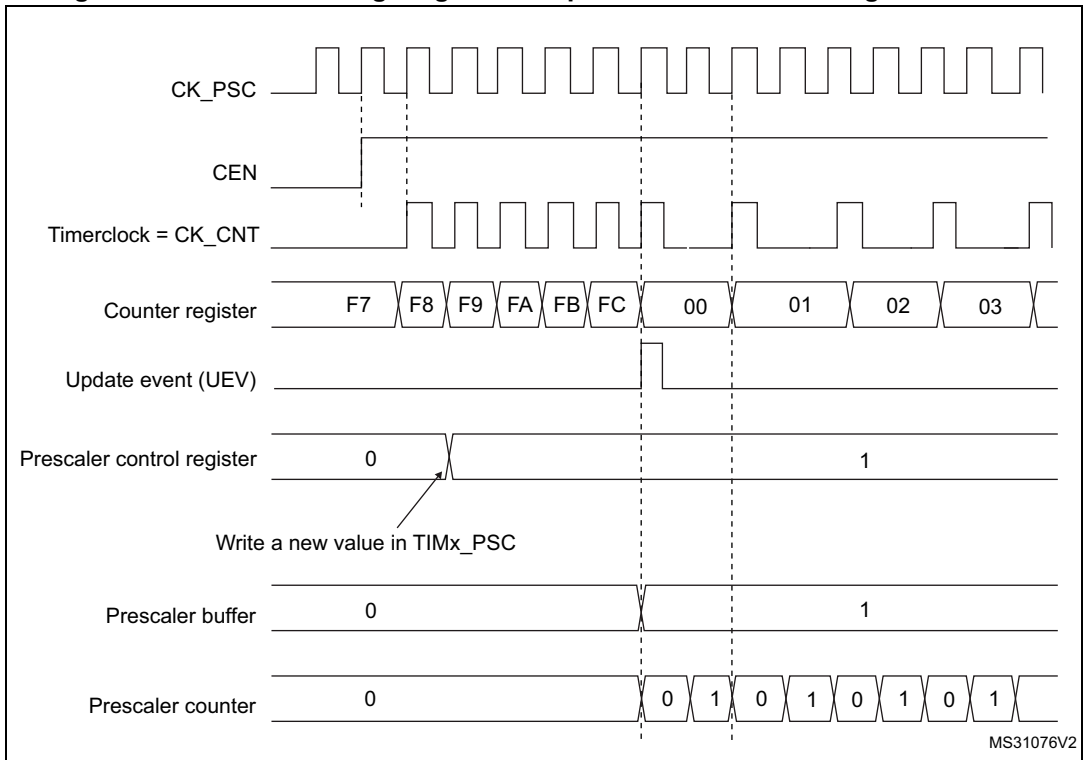 CK_PSC
CEN
Timerclock = CK_CNT
Counter register F7 F8 F9 FA FB FC 00 01 02 03
Update event (UEV)
Prescaler control register 0 1
Write a new value in TIMx_PSC
Prescaler buffer 0 1
Prescaler counter 0 0 1 0 1 0 1 0 1
MS31076V2